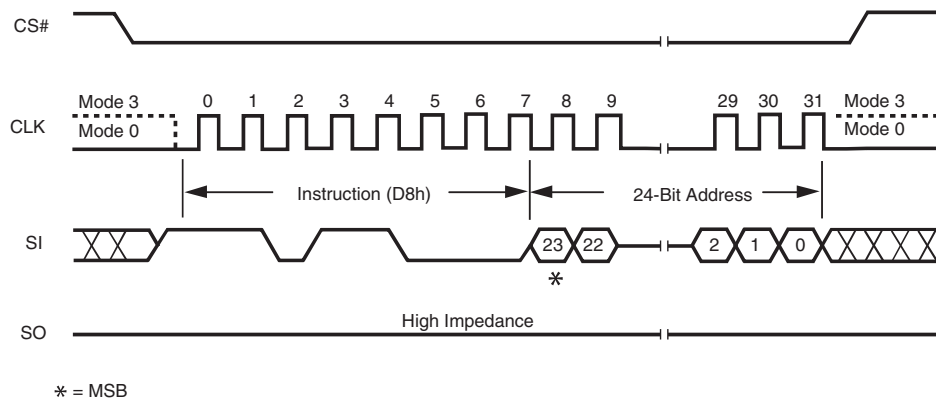 CS#
Mode 3
0 1 2 3 4 5 6 7 8 9 29 30 31
Mode 3
CLK
Mode 0
Mode 0
Instruction (D8h)
24-Bit Address
SI
23 22 2 1 0
*
High Impedance
SO
* = MSB